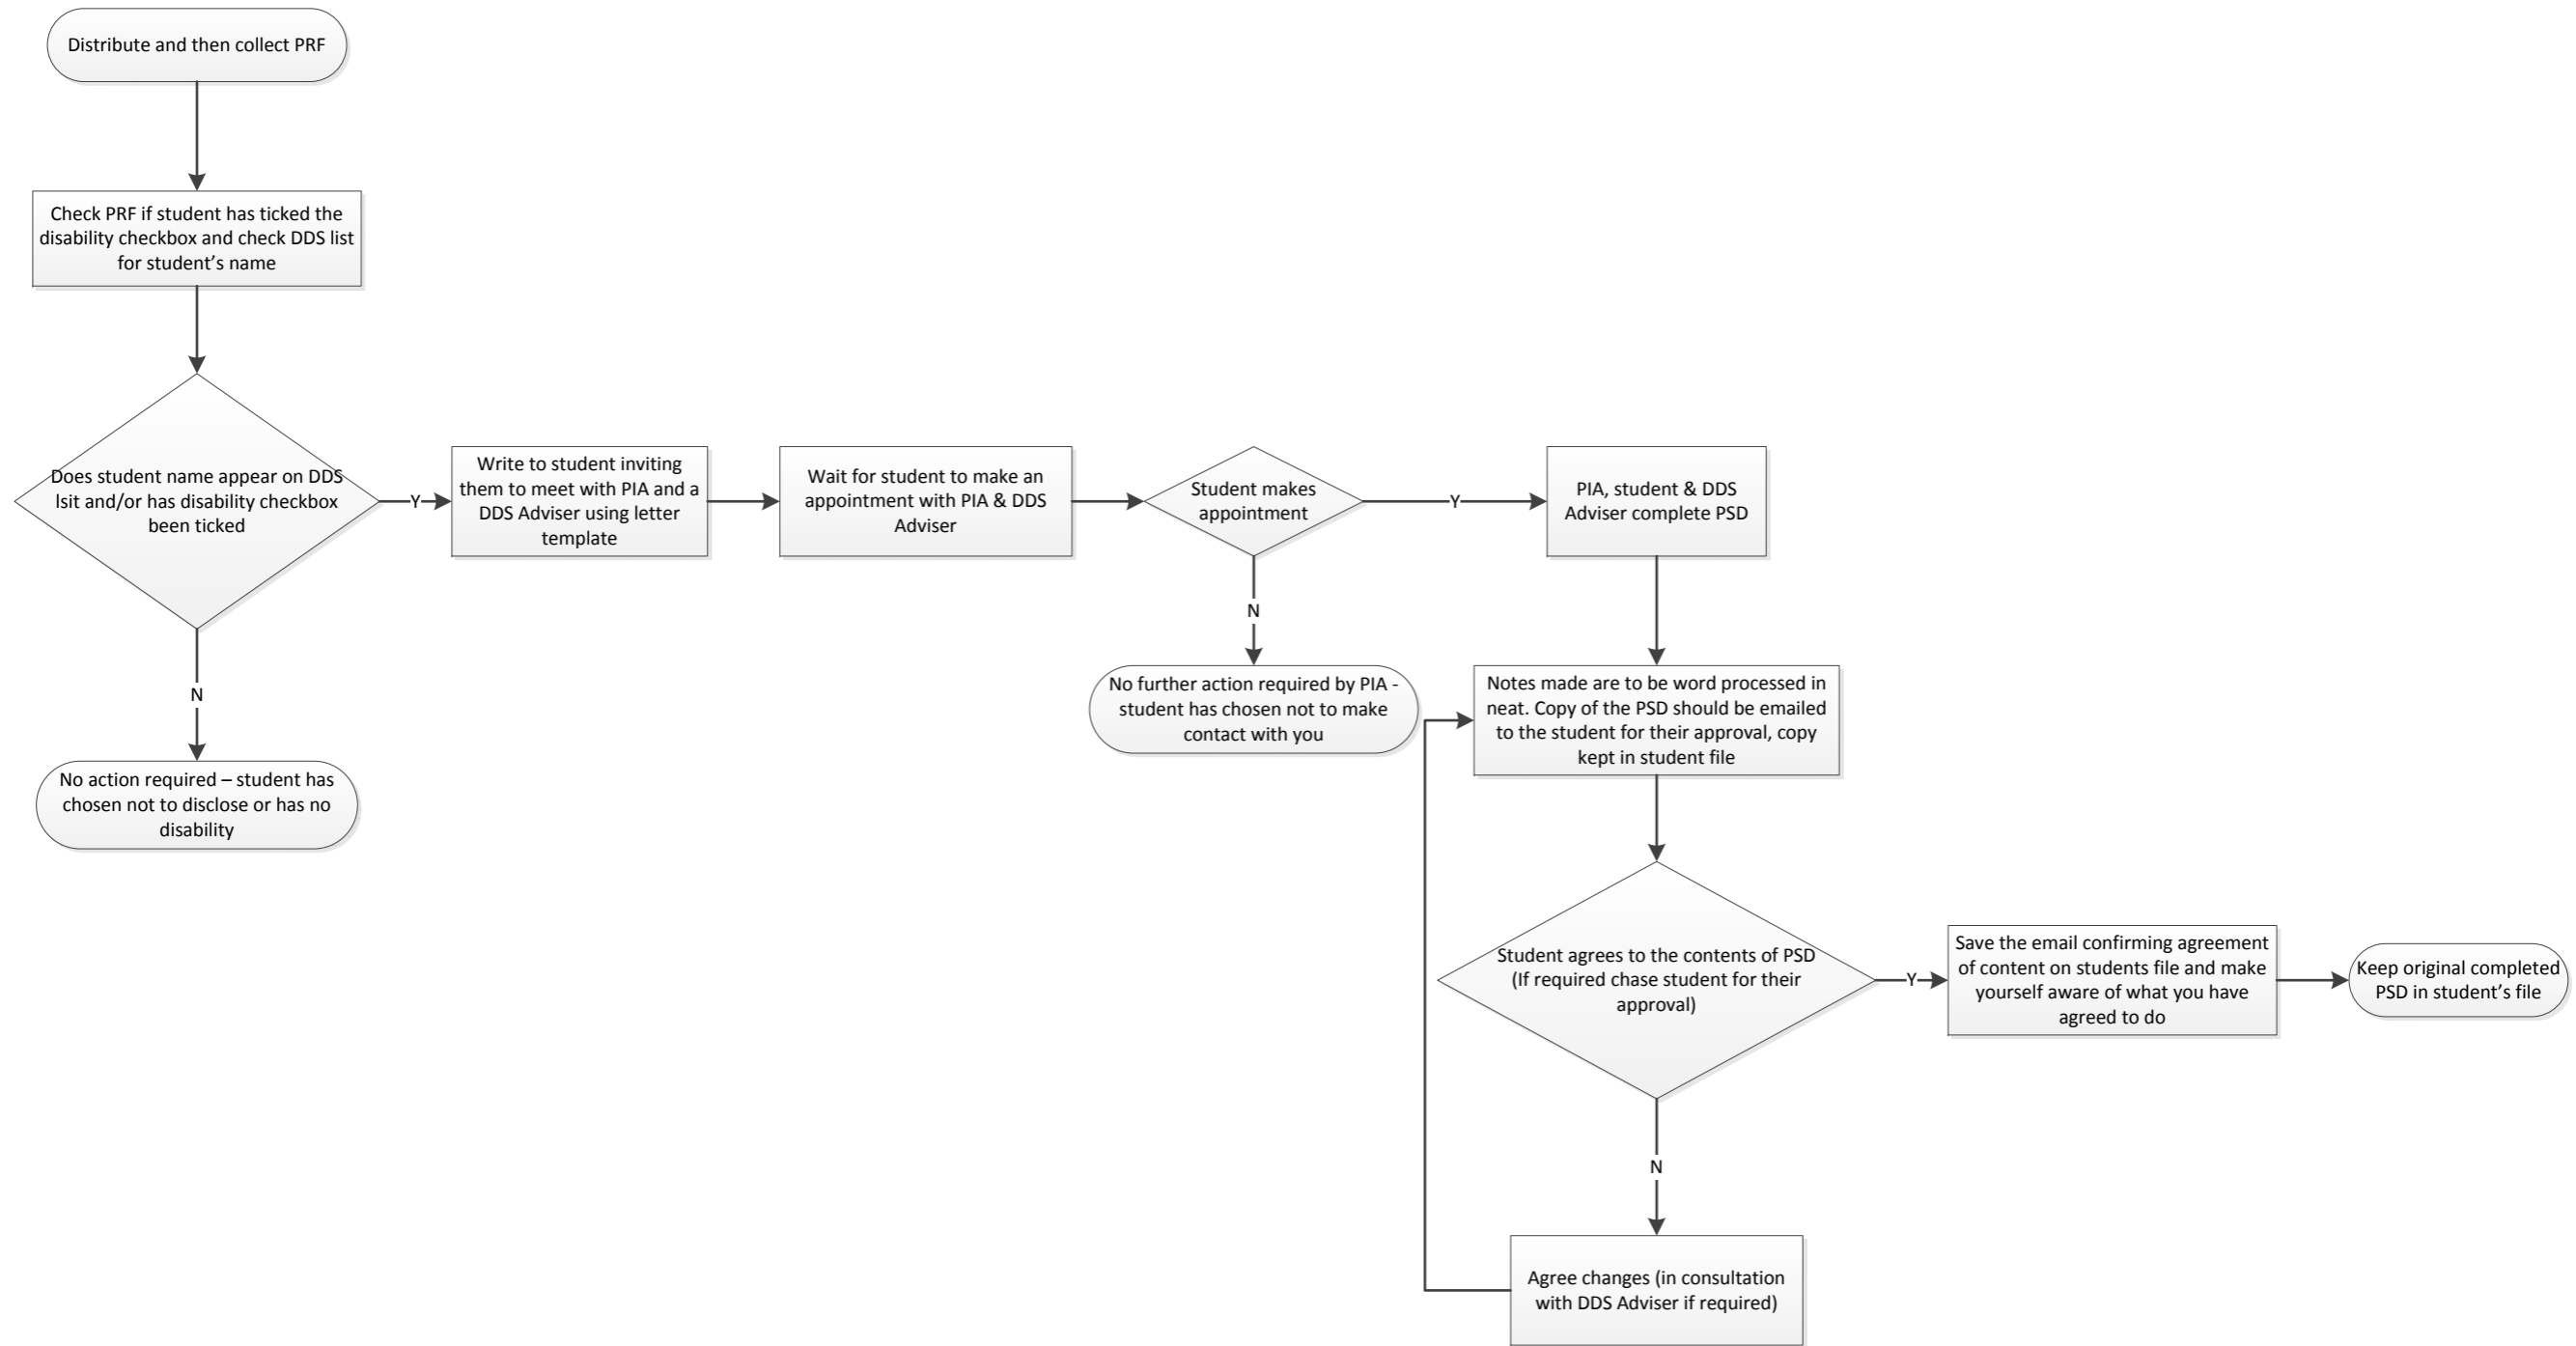 Distribute and then collect PRF
Check PRF if student has ticked the
disability checkbox and check DDS list
for student's name
Does student name appear on DDS
lsit and/or has disability checkbox
been ticked
Y
Write to student inviting
them to meet with PIA and a
DDS Adviser using letter
template
Wait for student to make an
appointment with PIA & DDS
Adviser
Student makes
appointment
Y
PIA, student & DDS
Adviser complete PSD
N
No action required – student has
chosen not to disclose or has no
disability
N
No further action required by PIA -
student has chosen not to make
contact with you
Notes made are to be word processed in
neat. Copy of the PSD should be emailed
to the student for their approval, copy
kept in student file
Student agrees to the contents of PSD
(If required chase student for their
approval)
Y
Save the email confirming agreement
of content on students file and make
yourself aware of what you have
agreed to do
Keep original completed
PSD in student's file
N
Agree changes (in consultation
with DDS Adviser if required)